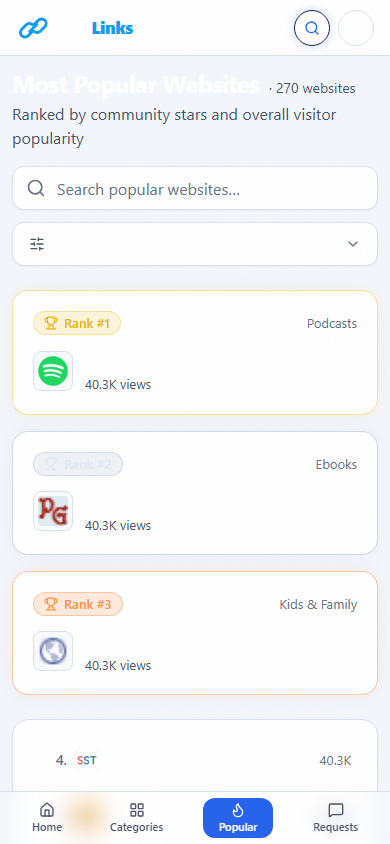 Links
Most Popular Websites · 270 websites
Ranked by community stars and overall visitor
popularity
Search popular websites...
Rank #1
Podcasts
40.3K views
Rank #2
Ebooks
PG
40.3K views
Rank #3
Kids & Family
40.3K views
4. SST 40.3K
Home
Categories
Popular
Requests